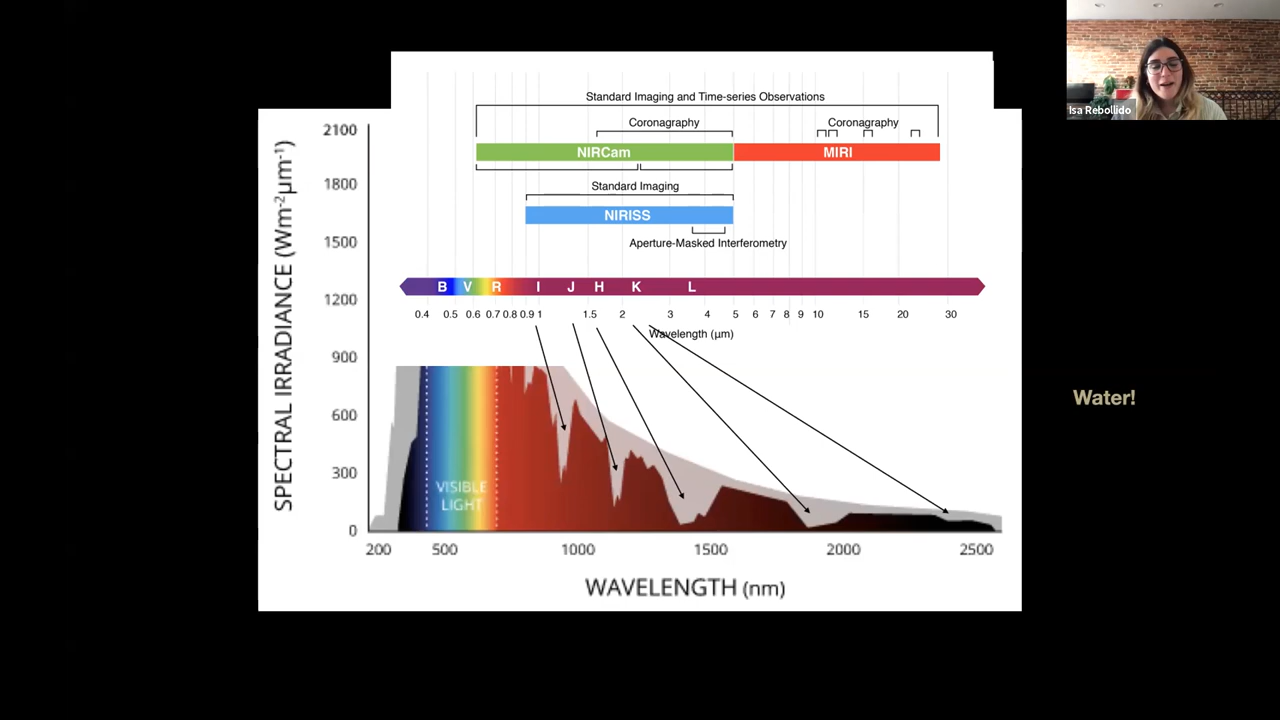 Isa Rebollido
Standard Imaging and Time-series Observations
Coronagraphy
Coronagraphy
NIRCam
MIRI
Standard Imaging
NIRISS
Aperture-Masked Interferometry
B V R I J H K L
0.4 0.5 0.6 0.7 0.8 0.9 1 1.5 2 3 4 5 6 7 8 9 10 15 20 30
Wavelength (µm)
SPECTRAL IRRADIANCE (Wm-2µm-1)
2100
1800
1500
1200
900
600
300
0
VISIBLE
LIGHT
200 500 1000 1500 2000 2500
WAVELENGTH (nm)
Water!